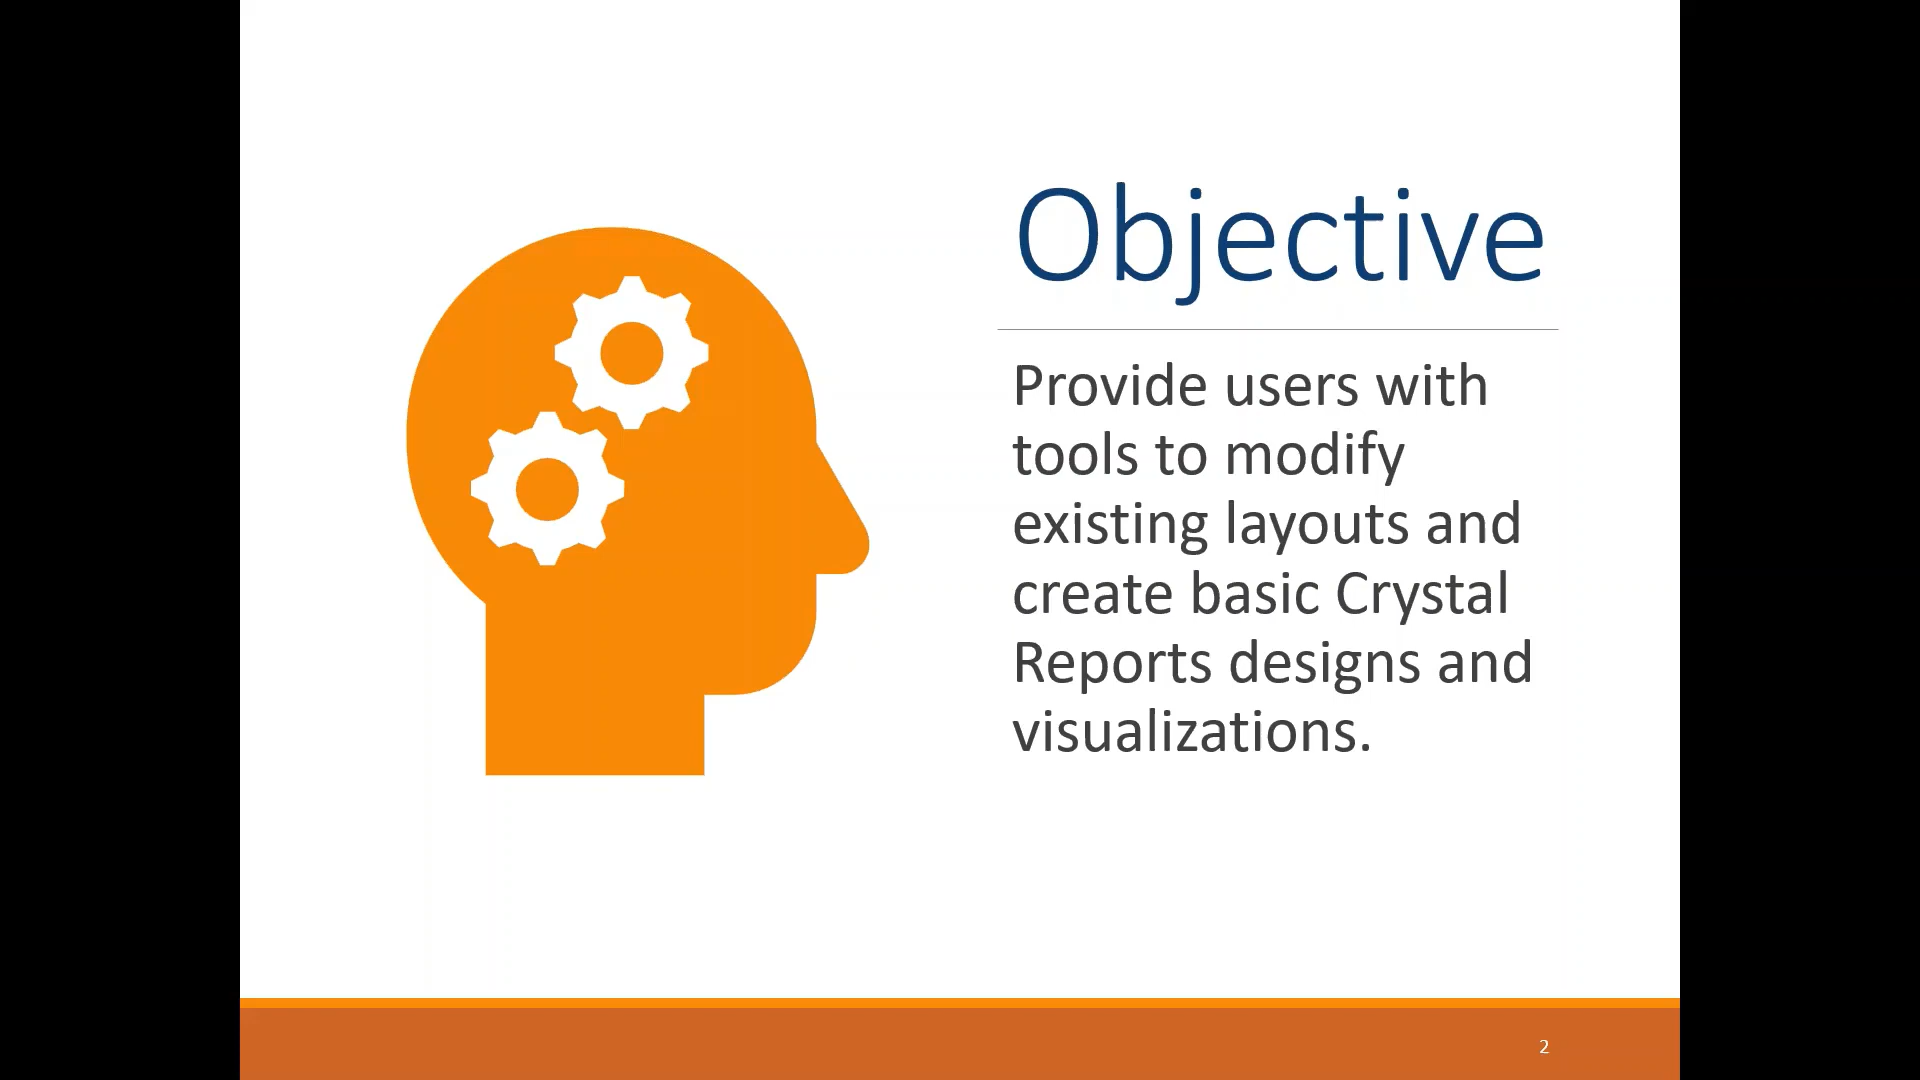 Objective
Provide users with
tools to modify
existing layouts and
create basic Crystal
Reports designs and
visualizations.
2